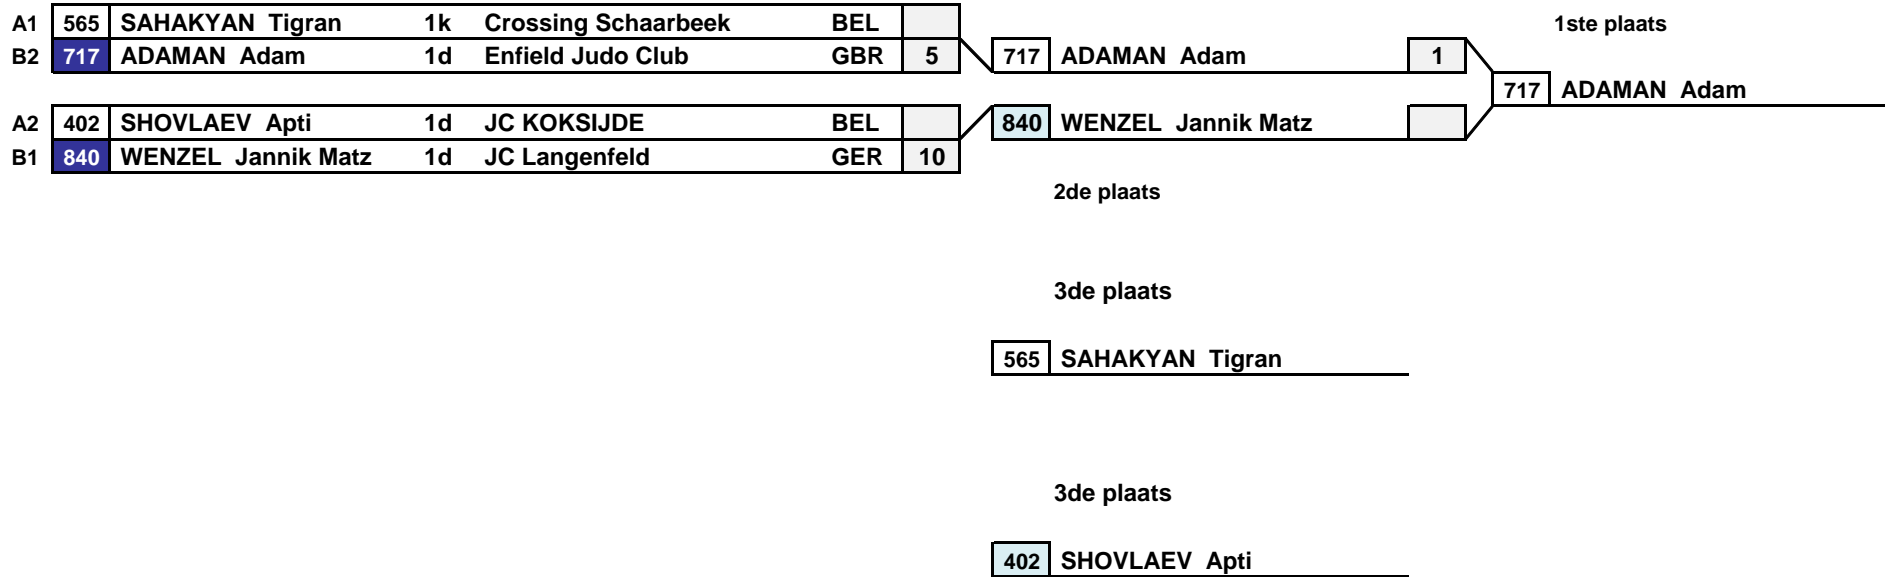 A1 565 SAHAKYAN Tigran 1k Crossing Schaarbeek BEL 1ste plaats
B2 717 ADAMAN Adam 1d Enfield Judo Club GBR 5 717 ADAMAN Adam 1
717 ADAMAN Adam
A2 402 SHOVLAEV Apti 1d JC KOKSIJDE BEL 840 WENZEL Jannik Matz
B1 840 WENZEL Jannik Matz 1d JC Langenfeld GER 10
2de plaats
3de plaats
565 SAHAKYAN Tigran
3de plaats
402 SHOVLAEV Apti